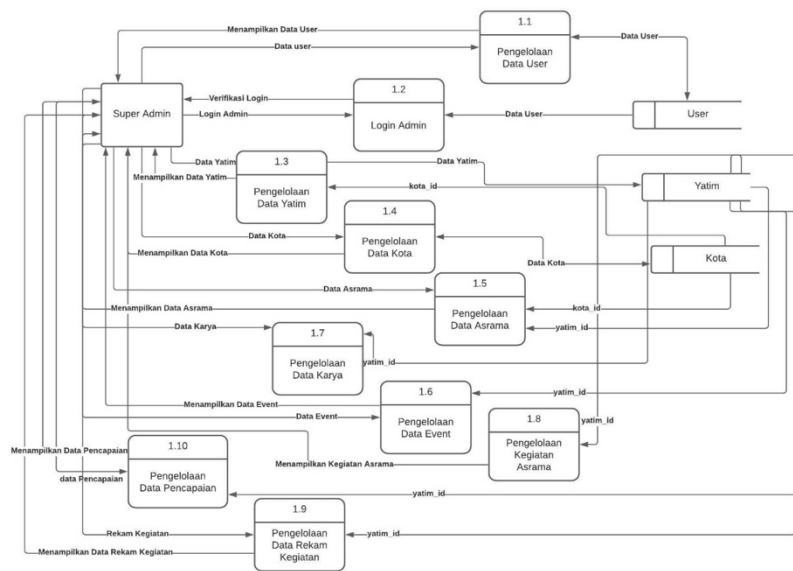 1.1
Menampilkan Data User
Pengelolaan
Data User
Data User
Data user
Super Admin
Verifikasi Login
Login Admin
1.2
Login Admin
Data User
User
Data Yatim
Menampilkan Data Yatim
1.3
Pengelolaan
Data Yatim
Data Yatim
kota_id
Yatim
1.4
Pengelolaan
Data Kota
Data Kota
Menampilkan Data Kota
Data Kota
Kota
1.5
Pengelolaan
Data Asrama
Data Asrama
Menampilkan Data Asrama
kota_id
yatim_id
Data Karya
1.7
Pengelolaan
Data Karya
yatim_id
1.6
Pengelolaan
Data Event
Menampilkan Data Event
Data Event
yatim_id
1.8
Pengelolaan
Kegiatan
Asrama
yatim_id
Menampilkan Kegiatan Asrama
1.10
Pengelolaan
Data Pencapaian
Menampilkan Data Pencapaian
data Pencapaian
yatim_id
1.9
Pengelolaan
Data Rekam
Kegiatan
Rekam Kegiatan
Menampilkan Data Rekam Kegiatan
yatim_id